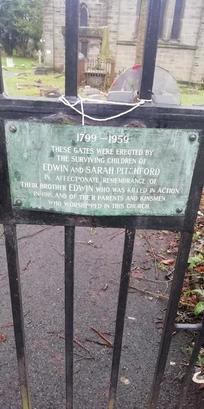 1799 – 1959
THESE GATES WERE ERECTED BY
THE SURVIVING CHILDREN OF
EDWIN AND SARAH PITCHFORD
IN AFFECTIONATE REMEMBRANCE OF
THEIR BROTHER EDWIN WHO WAS KILLED IN ACTION
AND OF THEIR PARENTS AND KINSMEN
WHO WORSHIPPED IN THIS CHURCH